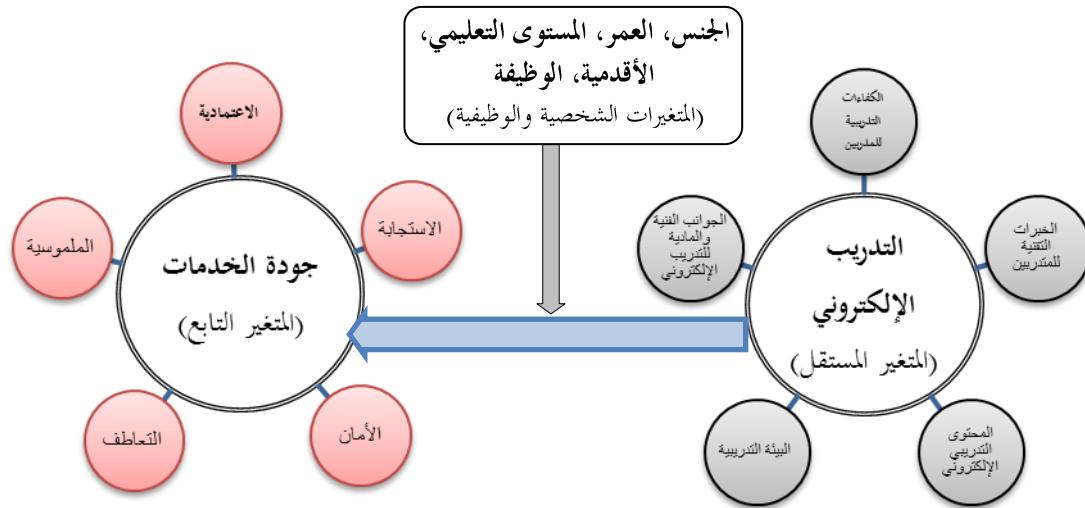 الجنس، العمر، المستوى التعليمي،
الأقدمية، الوظيفة
(المتغيرات الشخصية والوظيفية)
الكفاءات
التدريبية
للمدربين
الخبرات
التقنية
للمتدربين
الجوانب الفنية
والمادية
للتدريب
الإلكتروني
التدريب
الإلكتروني
(المتغير المستقل)
المحتوى
التدريبي
الإلكتروني
البيئة التدريبية
الاعتمادية
الاستجابة
الملموسية
جودة الخدمات
(المتغير التابع)
الأمان
التعاطف